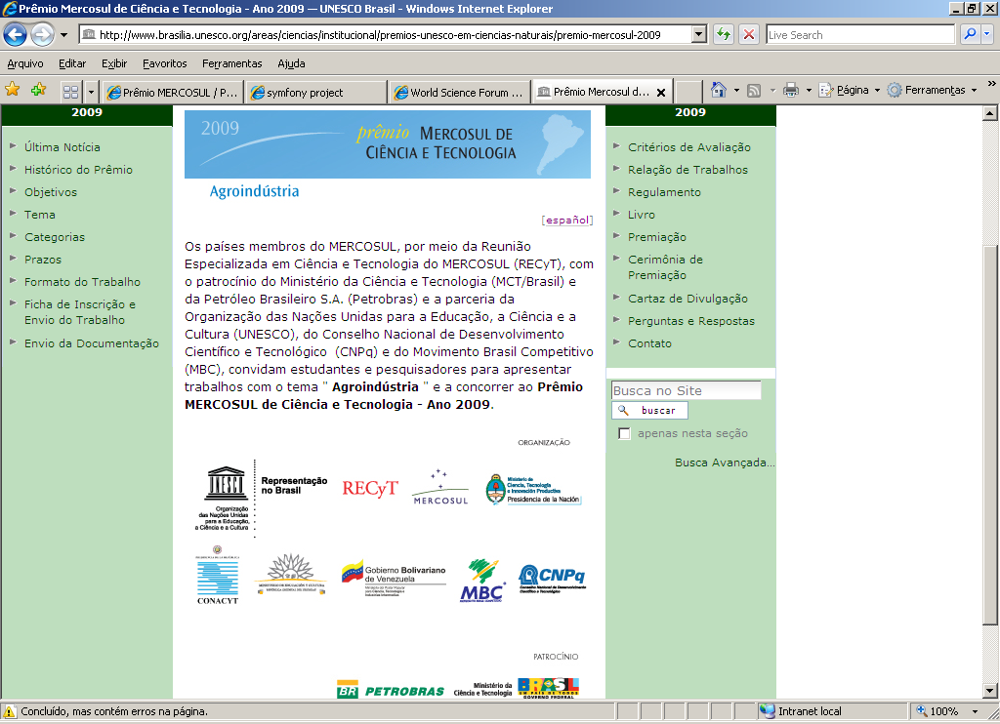 Prêmio Mercosul de Ciência e Tecnologia - Ano 2009 — UNESCO Brasil - Windows Internet Explorer
http://www.brasilia.unesco.org/areas/ciencias/institucional/premios-unesco-em-ciencias-naturais/premio-mercosul-2009
Live Search
Arquivo Editar Exibir Favoritos Ferramentas Ajuda
Prêmio MERCOSUL / P...
symfony project
World Science Forum ...
Prêmio Mercosul d...
Página
Ferramentas
»
2009
Última Notícia
Histórico do Prêmio
Objetivos
Tema
Categorias
Prazos
Formato do Trabalho
Ficha de Inscrição e
Envio do Trabalho
Envio da Documentação
2009
prêmio MERCOSUL DE
CIÊNCIA E TECNOLOGIA
Agroindústria
[español]
Os países membros do MERCOSUL, por meio da Reunião
Especializada em Ciência e Tecnologia do MERCOSUL (RECyT), com
o patrocínio do Ministério da Ciência e Tecnologia (MCT/Brasil) e
da Petróleo Brasileiro S.A. (Petrobras) e a parceria da
Organização das Nações Unidas para a Educação, a Ciência e a
Cultura (UNESCO), do Conselho Nacional de Desenvolvimento
Científico e Tecnológico (CNPq) e do Movimento Brasil Competitivo
(MBC), convidam estudantes e pesquisadores para apresentar
trabalhos com o tema " Agroindústria " e a concorrer ao Prêmio
MERCOSUL de Ciência e Tecnologia - Ano 2009.
ORGANIZAÇÃO
UNESCO
Organização
das Nações Unidas
para a Educação,
a Ciência e a Cultura
Representação
no Brasil
RECyT
MERCOSUL
Ministerio de
Ciencia, Tecnología
e Innovación Productiva
Presidencia de la Nación
CONACYT
Gobierno Bolivariano
de Venezuela
MBC
CNPq
Conselho Nacional de Desenvolvimento
Científico e Tecnológico
PATROCÍNIO
BR PETROBRAS
Ministério da
Ciência e Tecnologia
BRASIL
UM PAÍS DE TODOS
GOVERNO FEDERAL
2009
Critérios de Avaliação
Relação de Trabalhos
Regulamento
Livro
Premiação
Cerimônia de
Premiação
Cartaz de Divulgação
Perguntas e Respostas
Contato
Busca no Site
buscar
apenas nesta seção
Busca Avançada...
Concluído, mas contém erros na página.
Intranet local
100%